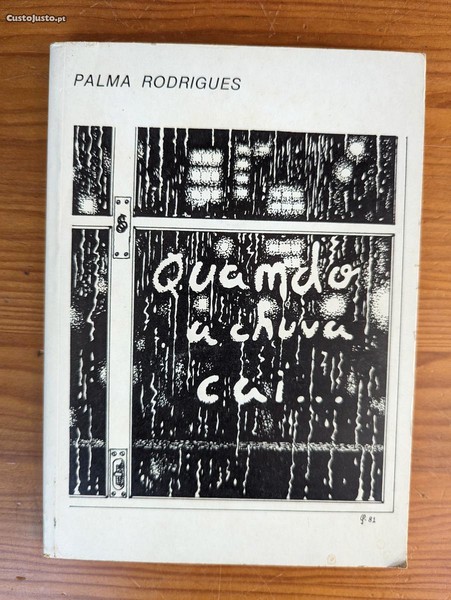 CustoJusto.pt
PALMA RODRIGUES
Quando
a chuva
cai...